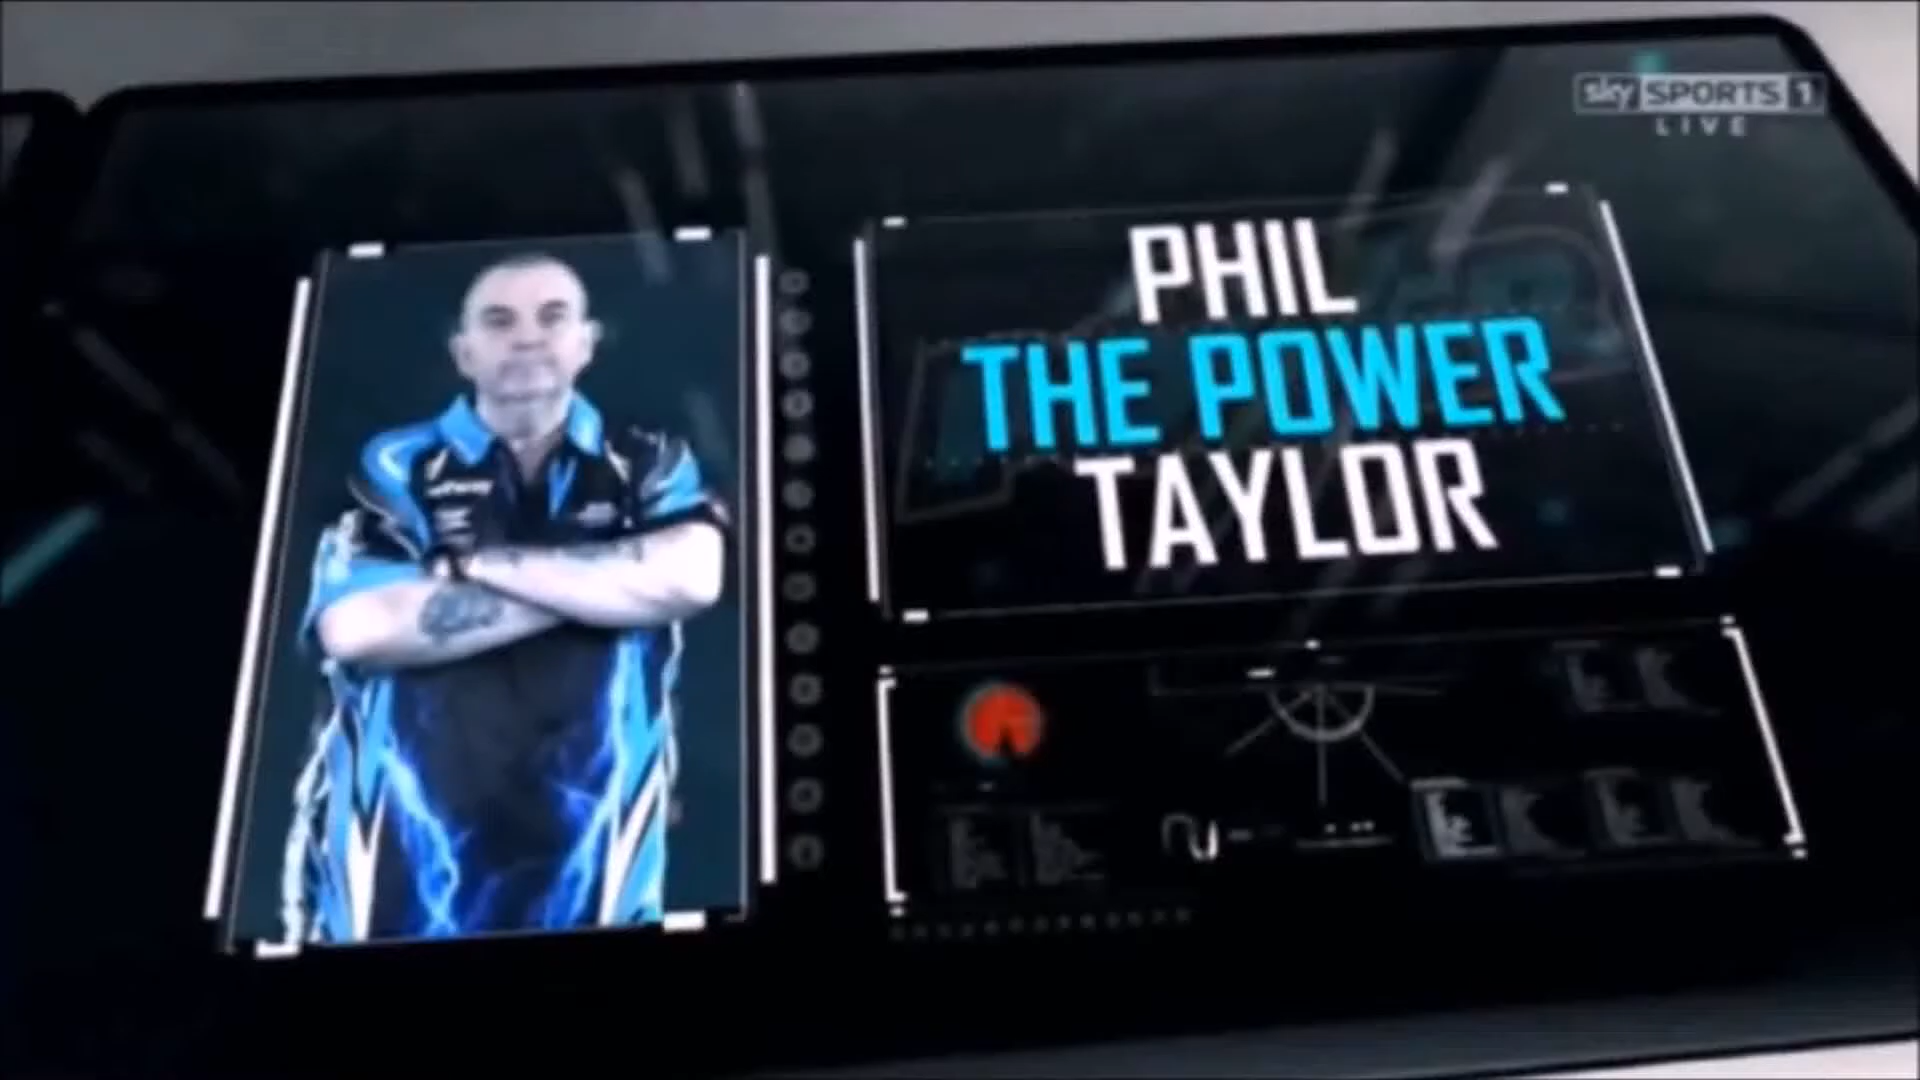 sky SPORTS 1
LIVE
PHIL
THE POWER
TAYLOR